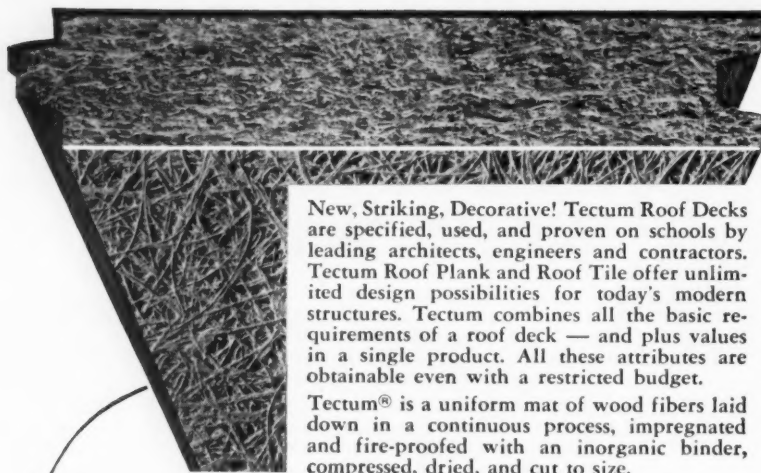 New, Striking, Decorative! Tectum Roof Decks
are specified, used, and proven on schools by
leading architects, engineers and contractors.
Tectum Roof Plank and Roof Tile offer unlim-
ited design possibilities for today's modern
structures. Tectum combines all the basic re-
quirements of a roof deck — and plus values
in a single product. All these attributes are
obtainable even with a restricted budget.
Tectum® is a uniform mat of wood fibers laid
down in a continuous process, impregnated
and fire-proofed with an inorganic binder,
compressed, dried, and cut to size.